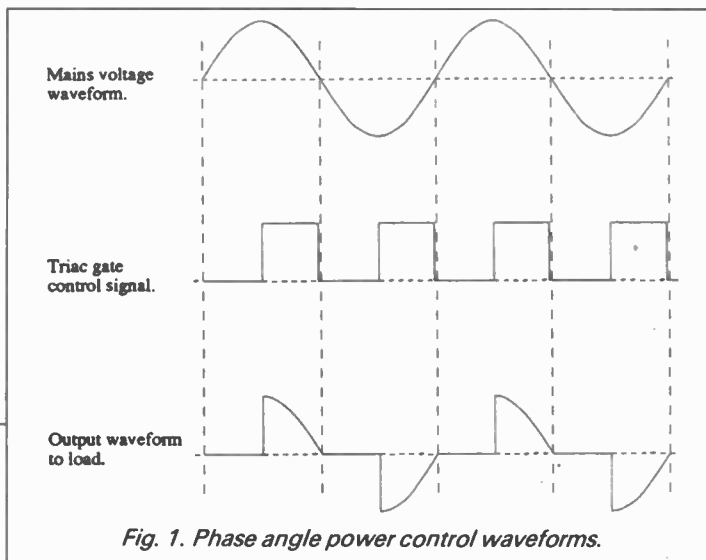 Mains voltage
waveform.
Triac gate
control signal.
Output waveform
to load.
Fig. 1. Phase angle power control waveforms.